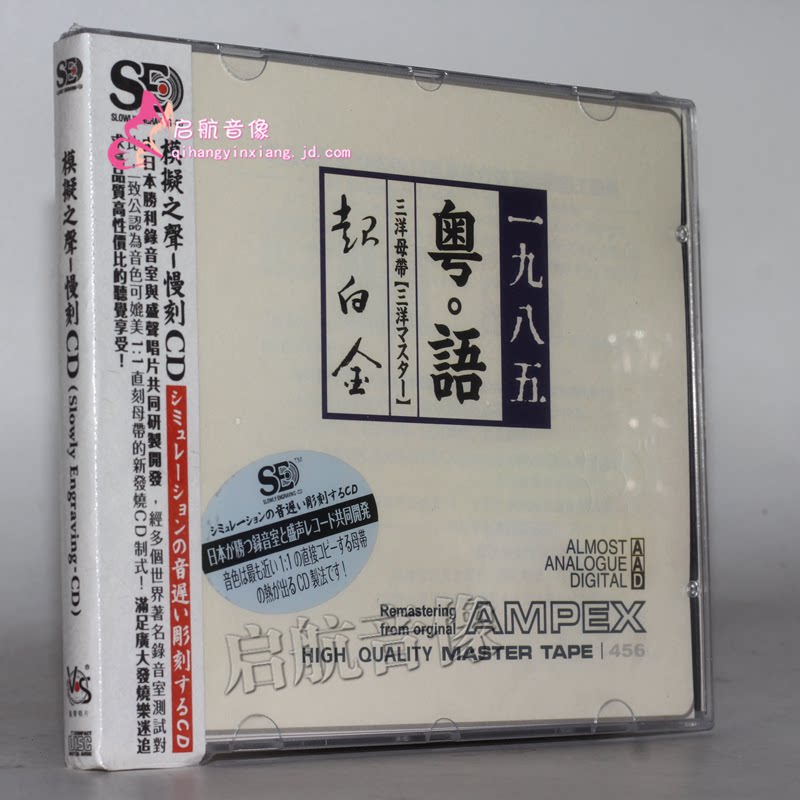 SED
SLOWLY ENGRAVING-CD
模擬之聲-慢刻CD(Slowly Engraving-CD)
VS
COMPACT
DISC
SED
启航音像
qihangyinxiang.jd.com
模擬之聲-慢刻CD
シミュレーションの音遅い彫刻するCD
日本勝利錄音室與盛聲唱片共同研製開發，經多個世界著名錄音室測試對
一致公認為音色可媲美1:1直刻母帶的新發燒CD制式！滿足廣大發燒樂迷追
品質高性價比的聽覺享受！
一九八五
粵。語
三洋母帶【三洋マスター】
超白金
SED™
SLOWLY ENGRAVING-CD
シミュレーションの音遅い彫刻するCD
日本が勝つ録音室と盛声レコード共同開発
音色は最も近い1:1の直接コピーする母帯
の熱が出るCD製法です！
ALMOST A
ANALOGUE A
DIGITAL D
Remastering
from orginal AMPEX
HIGH QUALITY MASTER TAPE | 456
启航音像